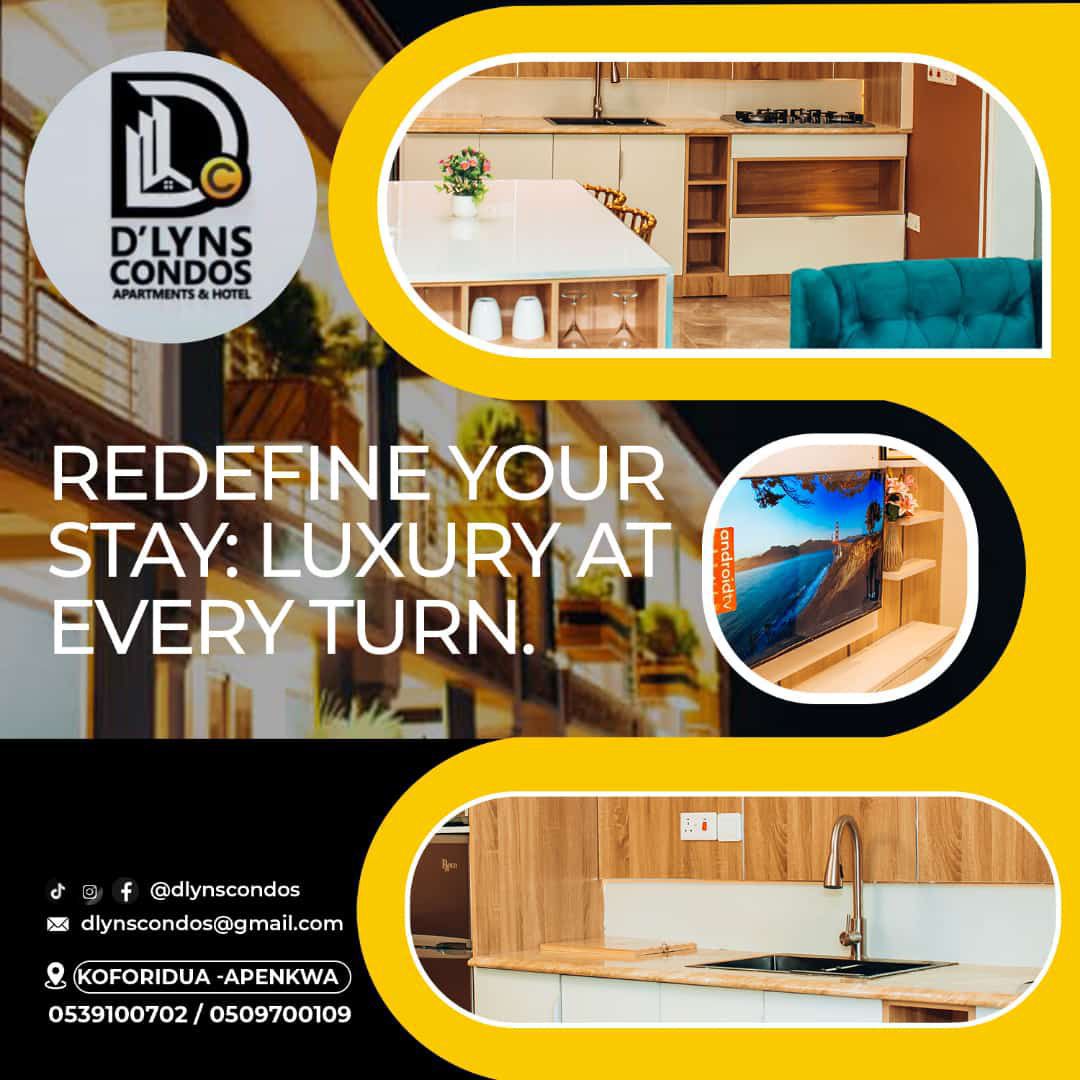 D'LYNS
CONDOS
APARTMENTS & HOTEL
REDEFINE YOUR
STAY: LUXURY AT
EVERY TURN.
androidtv
@dlynscondos
dlynscondos@gmail.com
KOFORIDUA -APENKWA
0539100702 / 0509700109